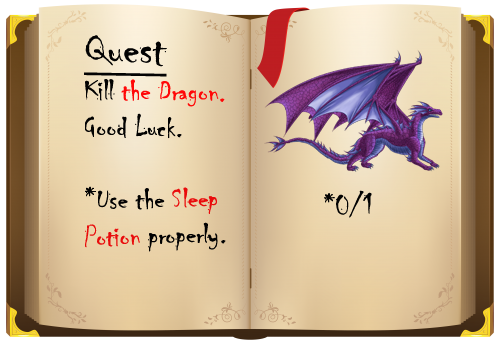 Quest
Kill the Dragon.
Good Luck.
*Use the Sleep
Potion properly.
*0/1